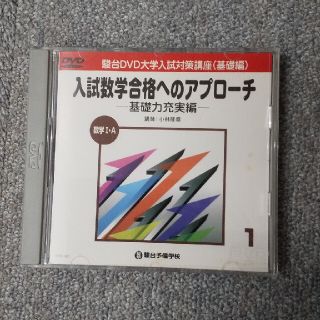 DVD
駿台DVD大学入試対策講座(基礎編)
入試数学合格へのアプローチ
―基礎力充実編―
講師:小林隆章
数学I・A
1
駿台予備学校